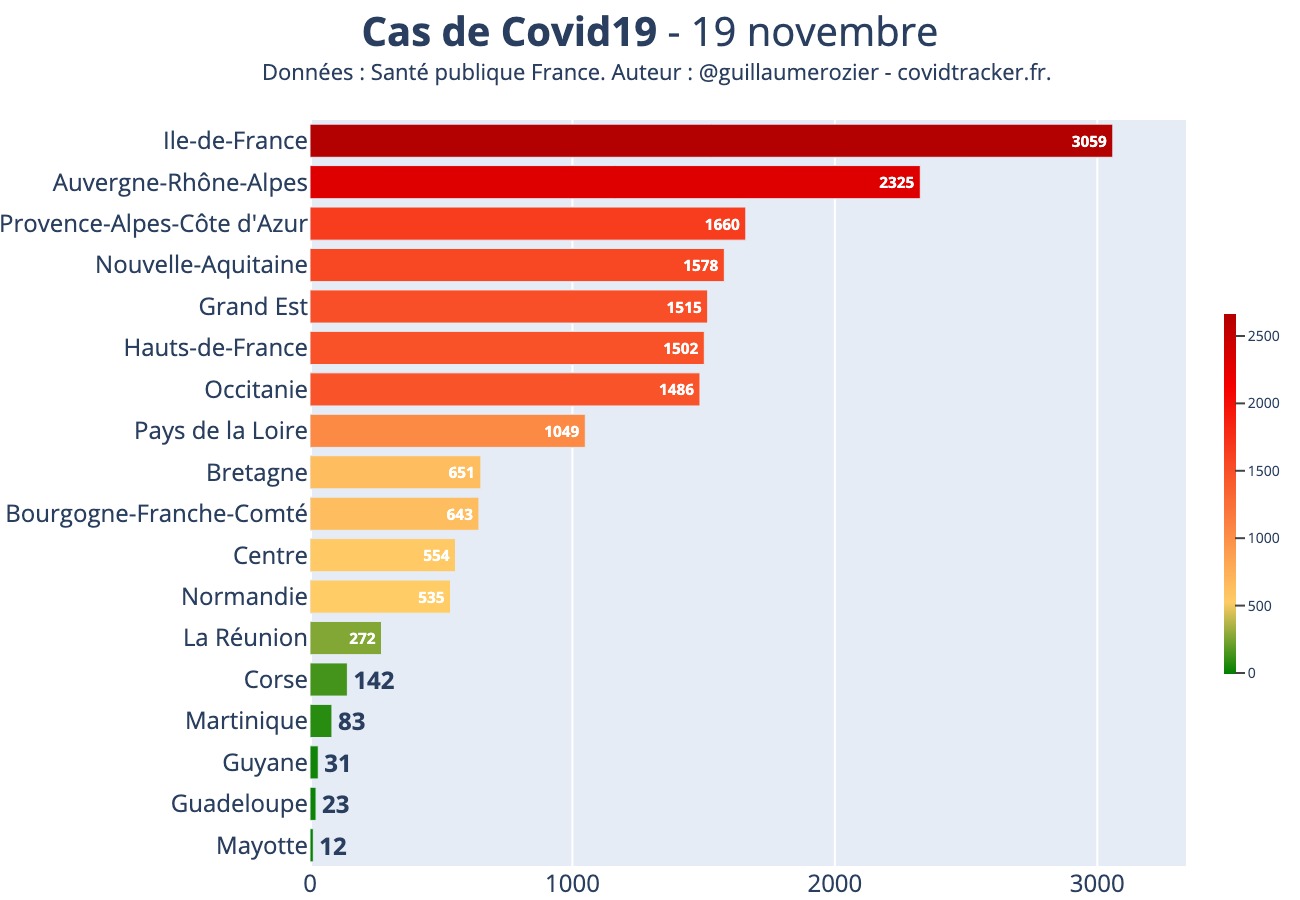 Cas de Covid19 - 19 novembre
Données : Santé publique France. Auteur : @guillaumerozier - covidtracker.fr.
Ile-de-France 3059
Auvergne-Rhône-Alpes 2325
Provence-Alpes-Côte d'Azur 1660
Nouvelle-Aquitaine 1578
Grand Est 1515
Hauts-de-France 1502
Occitanie 1486
Pays de la Loire 1049
Bretagne 651
Bourgogne-Franche-Comté 643
Centre 554
Normandie 535
La Réunion 272
Corse 142
Martinique 83
Guyane 31
Guadeloupe 23
Mayotte 12
0 1000 2000 3000
2500
2000
1500
1000
500
0